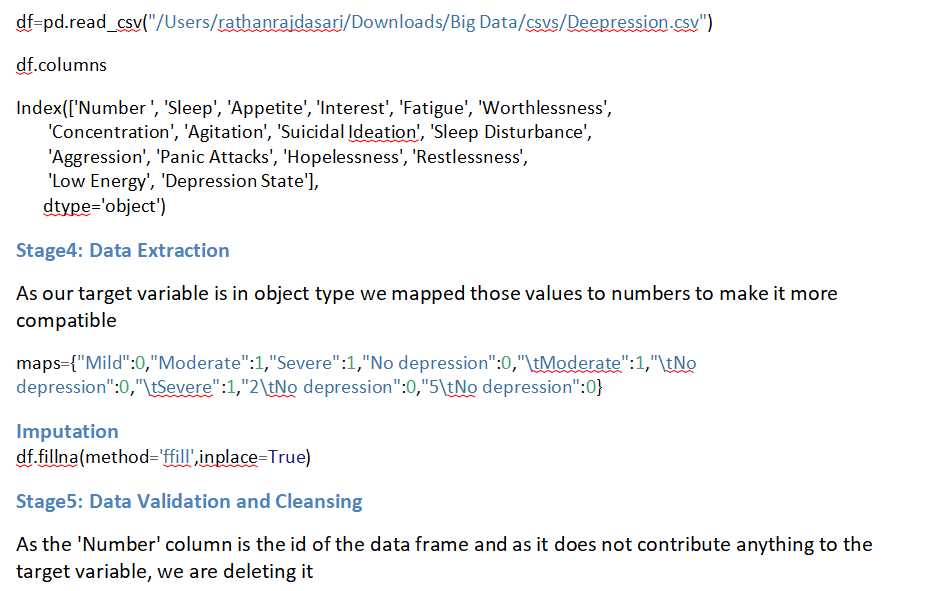 df=pd.read_csv("/Users/rathanrajdasari/Downloads/Big Data/csvs/Deepression.csv")
df.columns
Index(['Number ', 'Sleep', 'Appetite', 'Interest', 'Fatigue', 'Worthlessness',
'Concentration', 'Agitation', 'Suicidal Ideation', 'Sleep Disturbance',
'Aggression', 'Panic Attacks', 'Hopelessness', 'Restlessness',
'Low Energy', 'Depression State'],
dtype='object')
Stage4: Data Extraction
As our target variable is in object type we mapped those values to numbers to make it more
compatible
maps={"Mild":0,"Moderate":1,"Severe":1,"No depression":0,"\tModerate":1,"\tNo
depression":0,"\tSevere":1,"2\tNo depression":0,"5\tNo depression":0}
Imputation
df.fillna(method='ffill',inplace=True)
Stage5: Data Validation and Cleansing
As the 'Number' column is the id of the data frame and as it does not contribute anything to the
target variable, we are deleting it